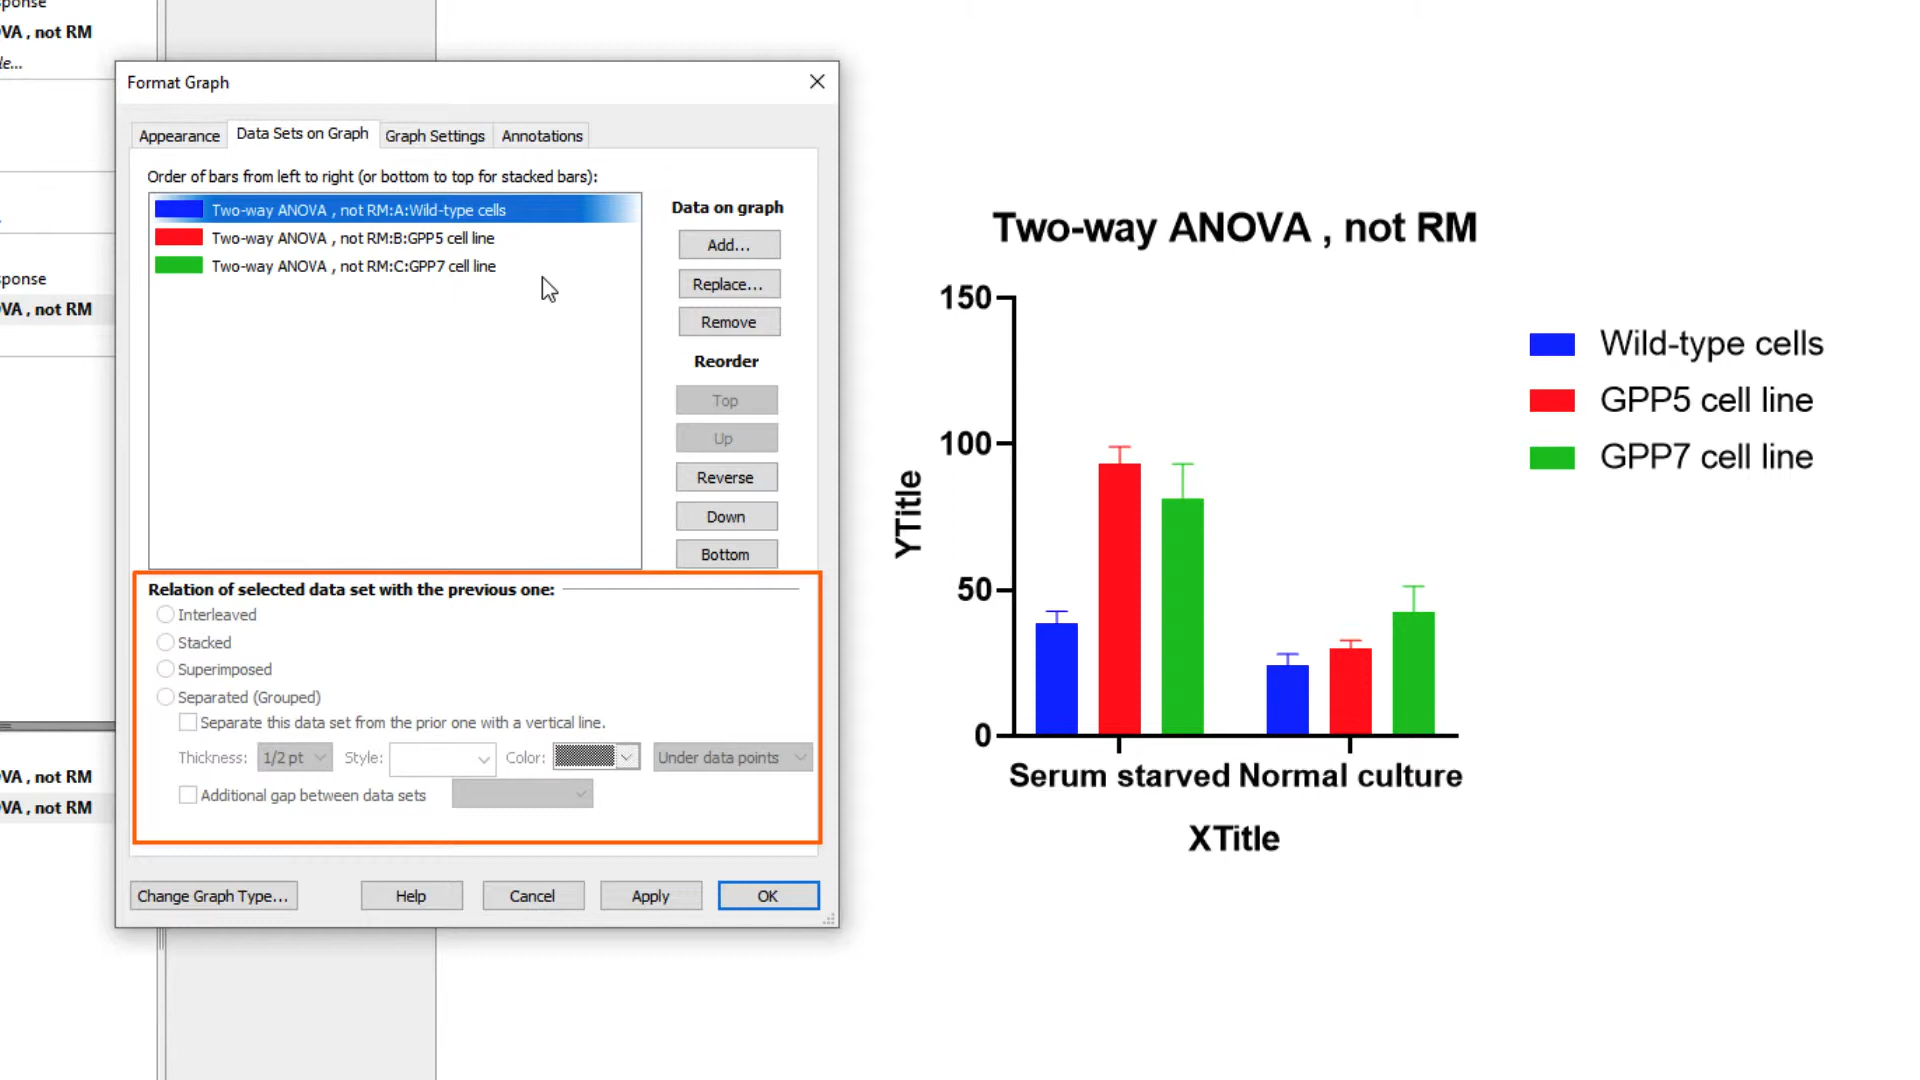 sponse
OVA , not RM
le...
sponse
OVA , not RM
OVA , not RM
OVA , not RM
Format Graph
Appearance
Data Sets on Graph
Graph Settings
Annotations
Order of bars from left to right (or bottom to top for stacked bars):
Two-way ANOVA , not RM:A:Wild-type cells
Two-way ANOVA , not RM:B:GPP5 cell line
Two-way ANOVA , not RM:C:GPP7 cell line
Data on graph
Add...
Replace...
Remove
Reorder
Top
Up
Reverse
Down
Bottom
Relation of selected data set with the previous one:
Interleaved
Stacked
Superimposed
Separated (Grouped)
Separate this data set from the prior one with a vertical line.
Thickness: 1/2 pt Style: Color: Under data points
Additional gap between data sets
Change Graph Type... Help Cancel Apply OK
Two-way ANOVA , not RM
150
100
50
0
YTitle
Serum starved Normal culture
XTitle
Wild-type cells
GPP5 cell line
GPP7 cell line